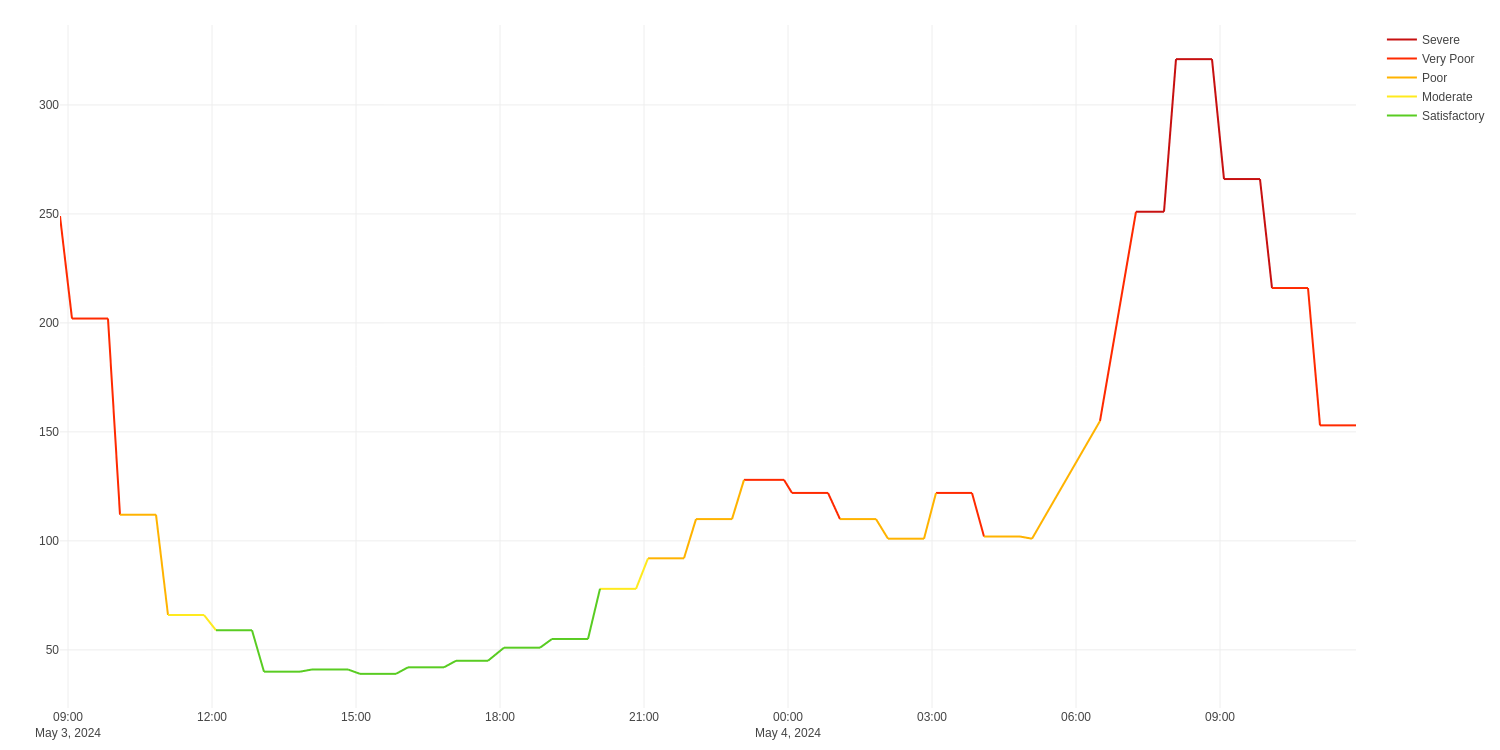 Severe
Very Poor
Poor
Moderate
Satisfactory
300
250
200
150
100
50
09:00 12:00 15:00 18:00 21:00 00:00 03:00 06:00 09:00
May 3, 2024 May 4, 2024